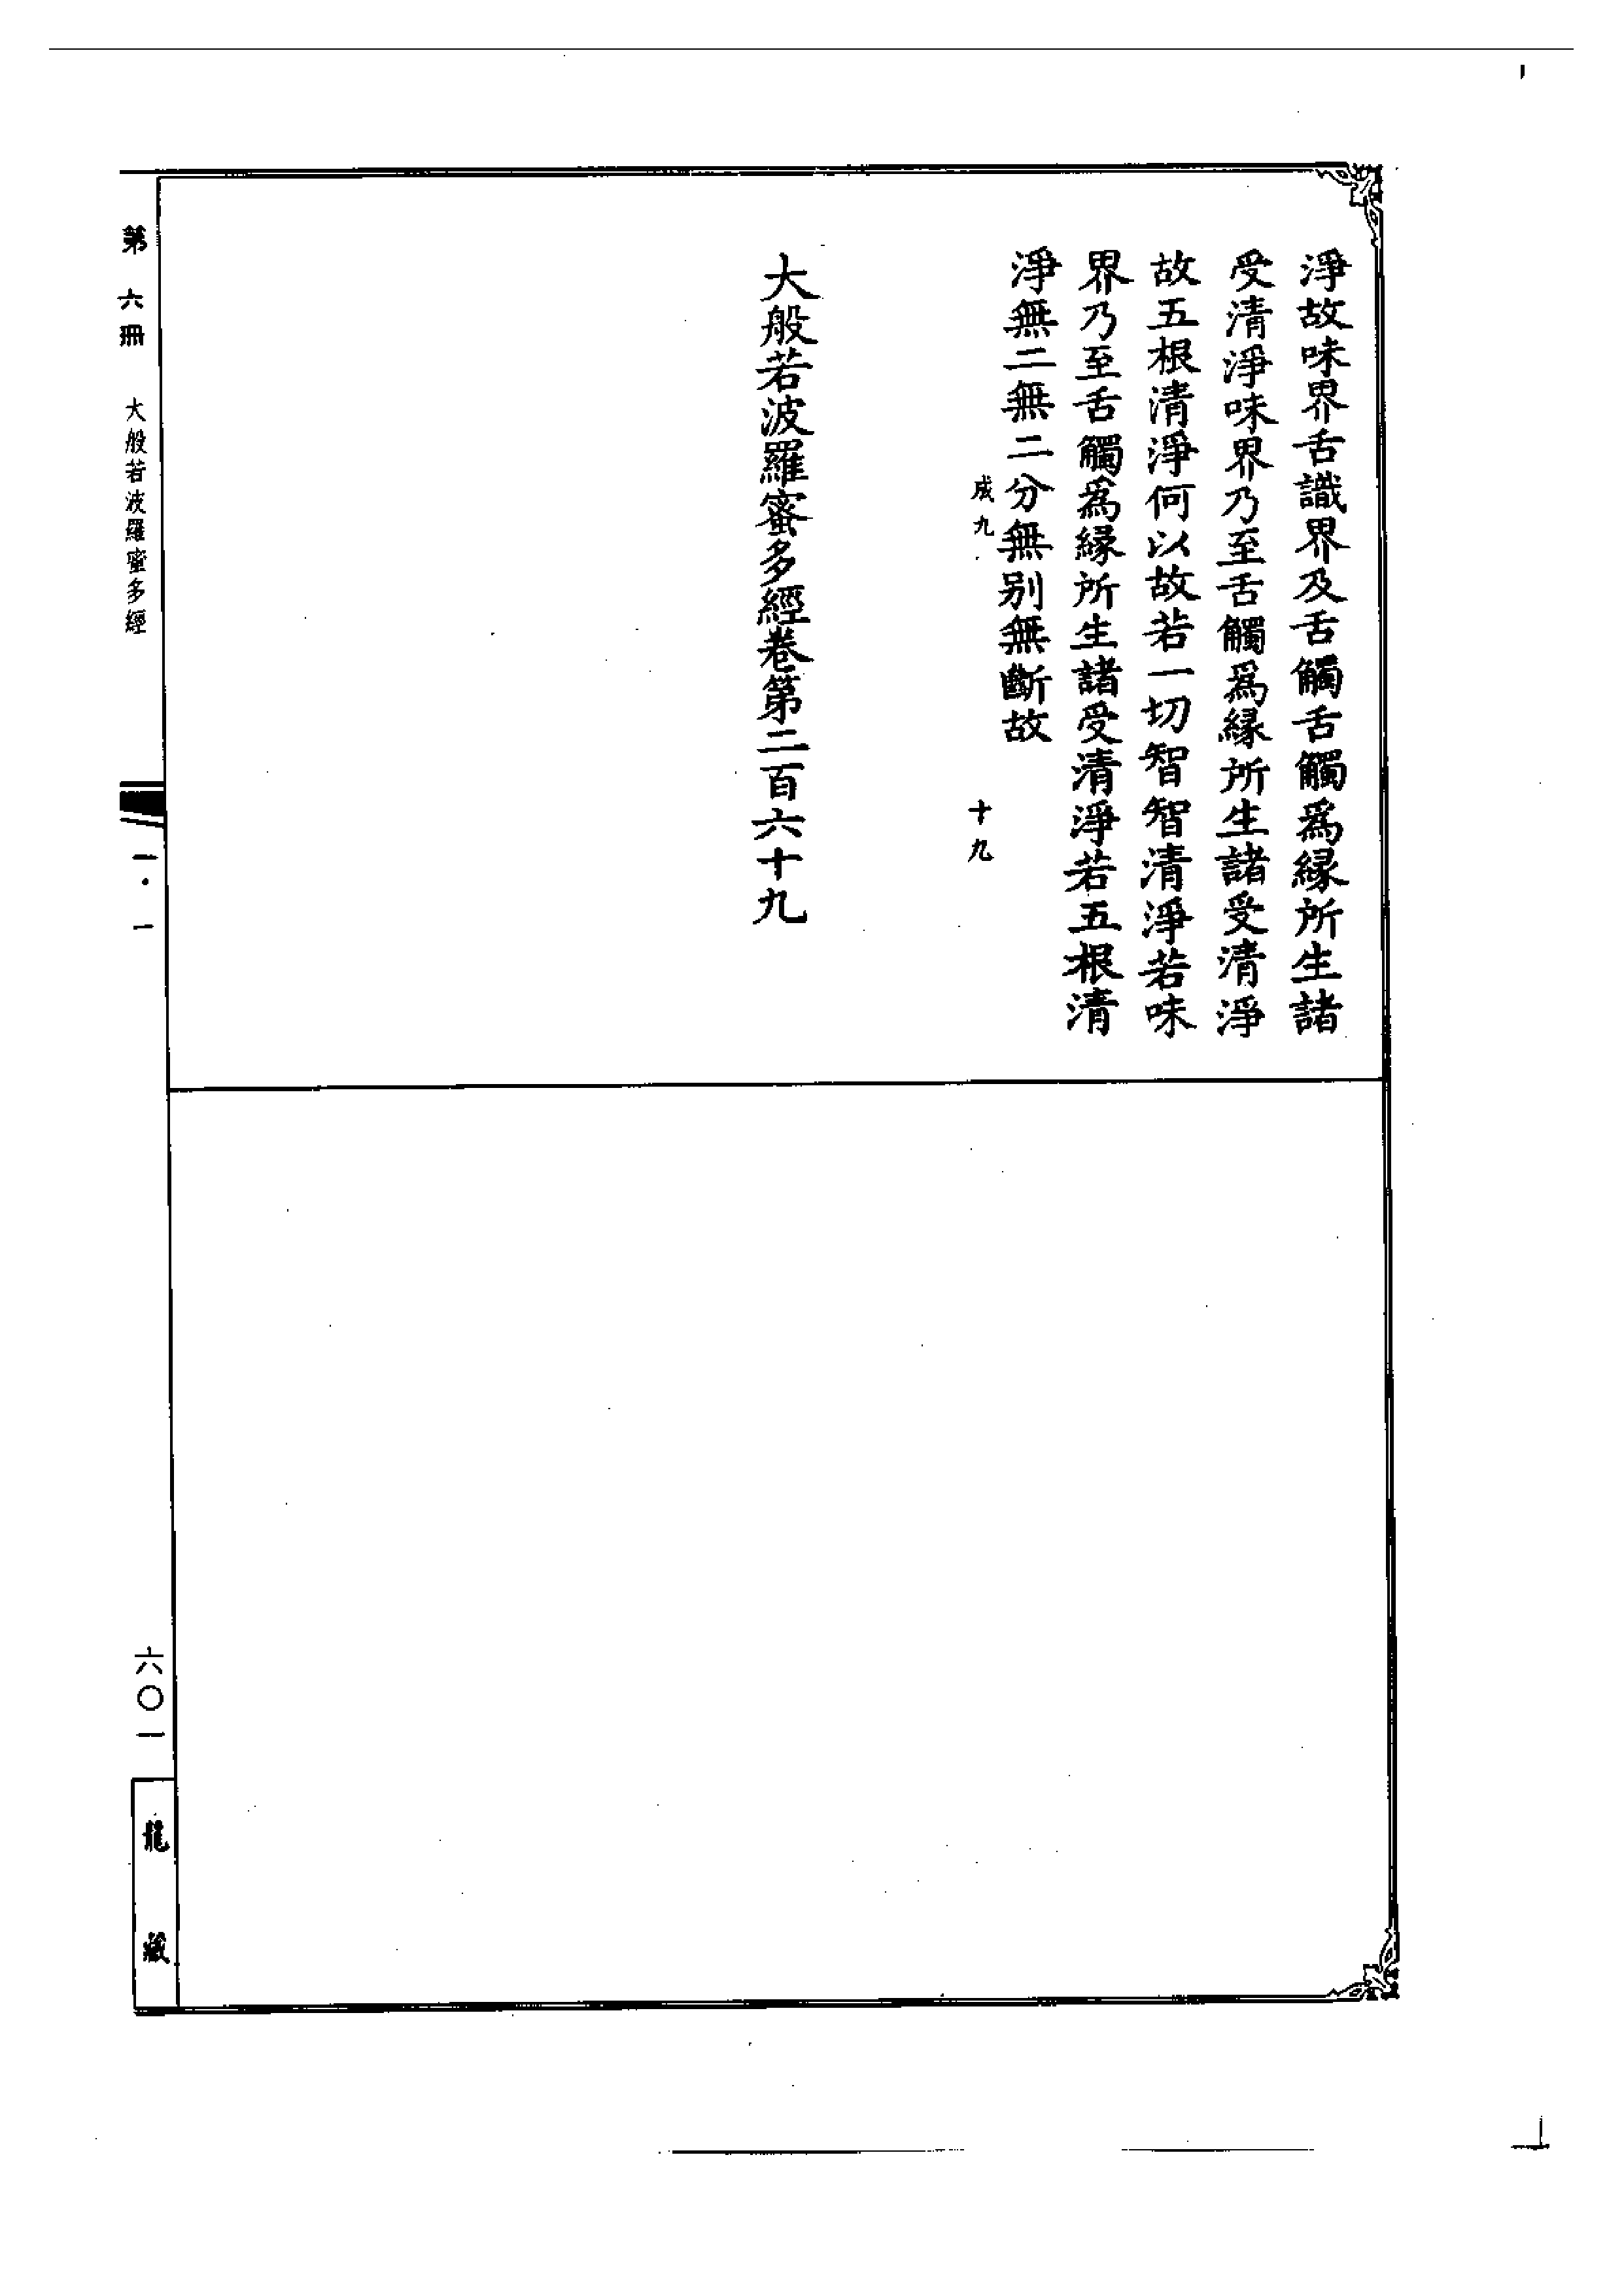 淨故味界舌識界及舌觸舌觸爲縁所生諸
受清淨味界乃至舌觸爲縁所生諸受清淨
故五根清淨何以故若一切智智清淨若味
界乃至舌觸爲縁所生諸受清淨若五根清
淨無二無二分無别無斷故
十九
大般若波羅蜜多經卷第二百六十九
第六冊 大般若波羅蜜多經
一·一
六〇一
龍藏